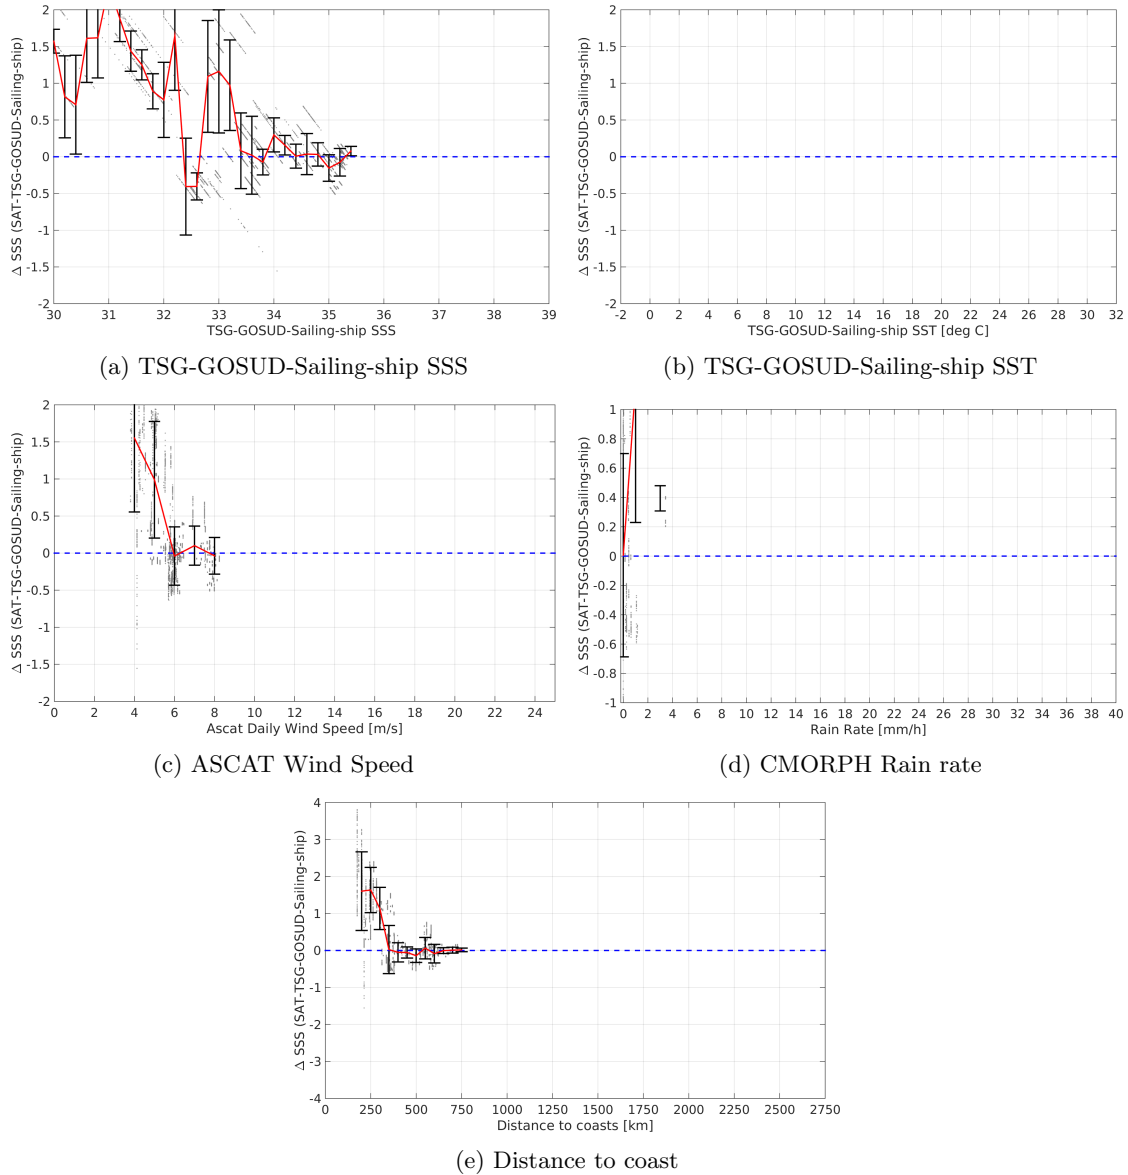 2
1.5
1
0.5
0
-0.5
-1
-1.5
-2
Δ SSS (SAT-TSG-GOSUD-Sailing-ship)
30 31 32 33 34 35 36 37 38 39
TSG-GOSUD-Sailing-ship SSS
(a) TSG-GOSUD-Sailing-ship SSS
2
1.5
1
0.5
0
-0.5
-1
-1.5
-2
Δ SSS (SAT-TSG-GOSUD-Sailing-ship)
-2 0 2 4 6 8 10 12 14 16 18 20 22 24 26 28 30 32
TSG-GOSUD-Sailing-ship SST [deg C]
(b) TSG-GOSUD-Sailing-ship SST
2
1.5
1
0.5
0
-0.5
-1
-1.5
-2
Δ SSS (SAT-TSG-GOSUD-Sailing-ship)
0 2 4 6 8 10 12 14 16 18 20 22 24
Ascat Daily Wind Speed [m/s]
(c) ASCAT Wind Speed
1
0.8
0.6
0.4
0.2
0
-0.2
-0.4
-0.6
-0.8
-1
Δ SSS (SAT-TSG-GOSUD-Sailing-ship)
0 2 4 6 8 10 12 14 16 18 20 22 24 26 28 30 32 34 36 38 40
Rain Rate [mm/h]
(d) CMORPH Rain rate
4
3
2
1
0
-1
-2
-3
-4
Δ SSS (SAT-TSG-GOSUD-Sailing-ship)
0 250 500 750 1000 1250 1500 1750 2000 2250 2500 2750
Distance to coasts [km]
(e) Distance to coast